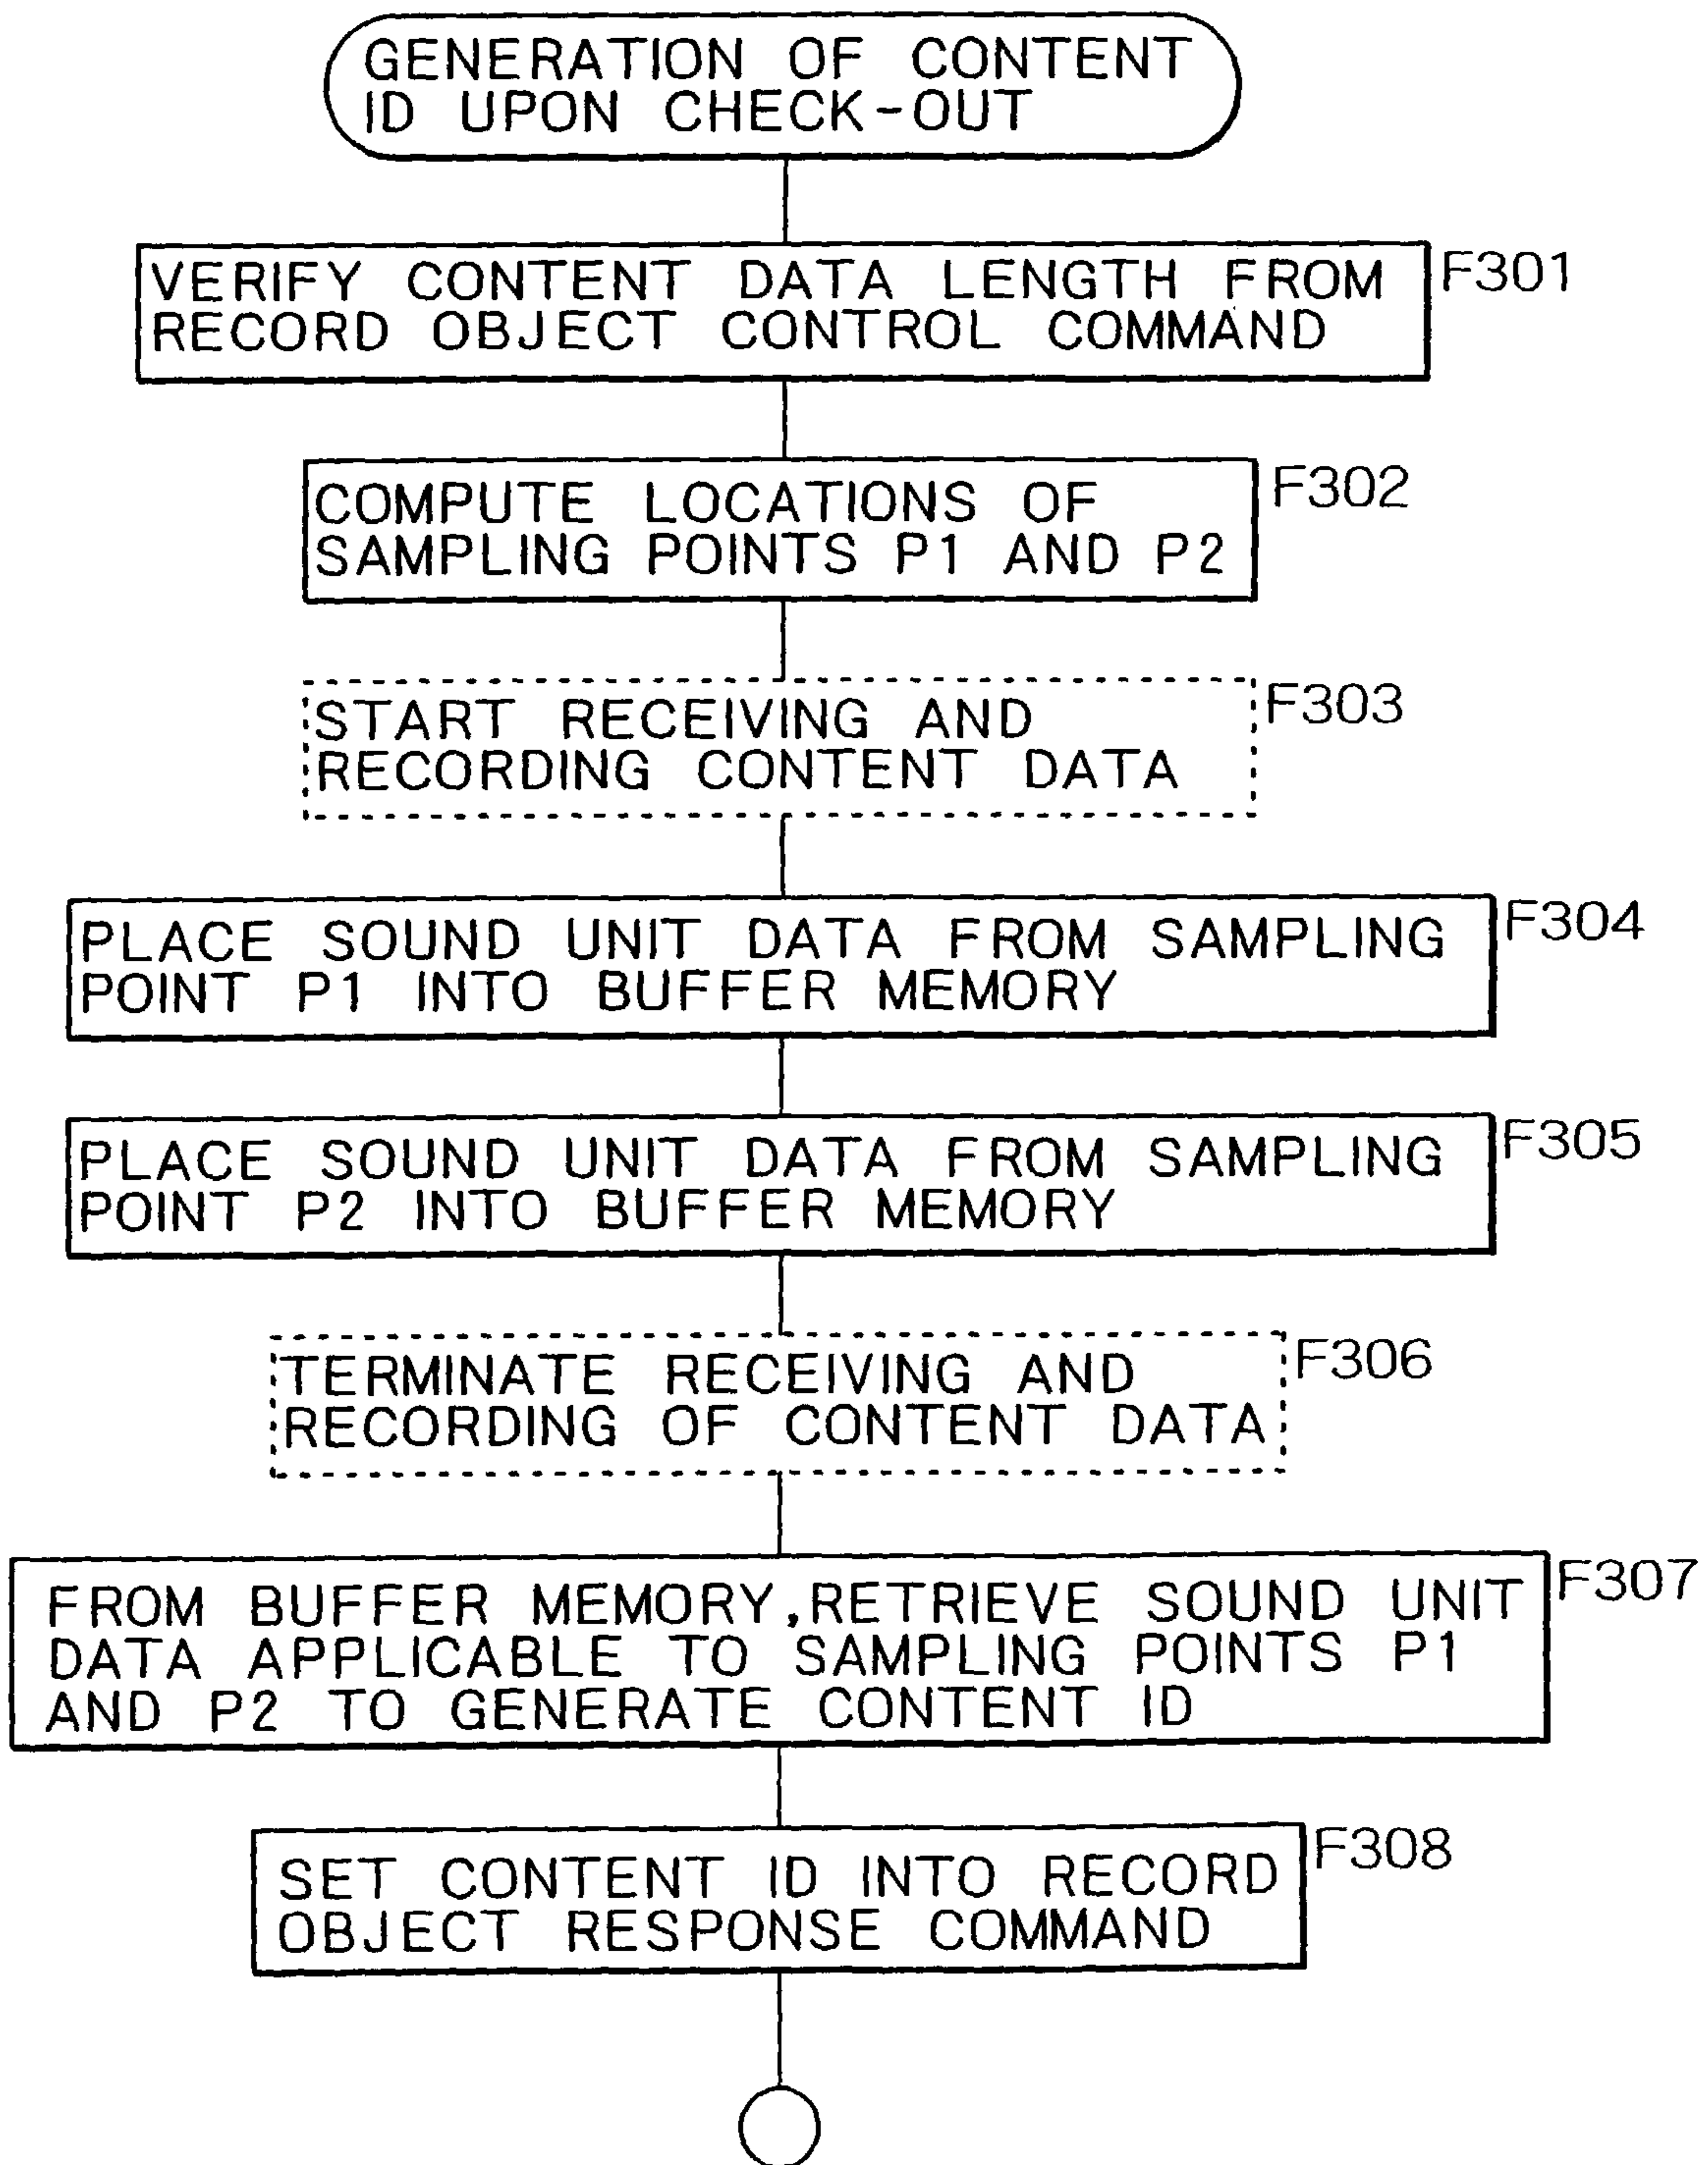 GENERATION OF CONTENT
ID UPON CHECK-OUT
VERIFY CONTENT DATA LENGTH FROM
RECORD OBJECT CONTROL COMMAND
F301
COMPUTE LOCATIONS OF
SAMPLING POINTS P1 AND P2
F302
START RECEIVING AND
RECORDING CONTENT DATA
F303
PLACE SOUND UNIT DATA FROM SAMPLING
POINT P1 INTO BUFFER MEMORY
F304
PLACE SOUND UNIT DATA FROM SAMPLING
POINT P2 INTO BUFFER MEMORY
F305
TERMINATE RECEIVING AND
RECORDING OF CONTENT DATA
F306
FROM BUFFER MEMORY,RETRIEVE SOUND UNIT
DATA APPLICABLE TO SAMPLING POINTS P1
AND P2 TO GENERATE CONTENT ID
F307
SET CONTENT ID INTO RECORD
OBJECT RESPONSE COMMAND
F308